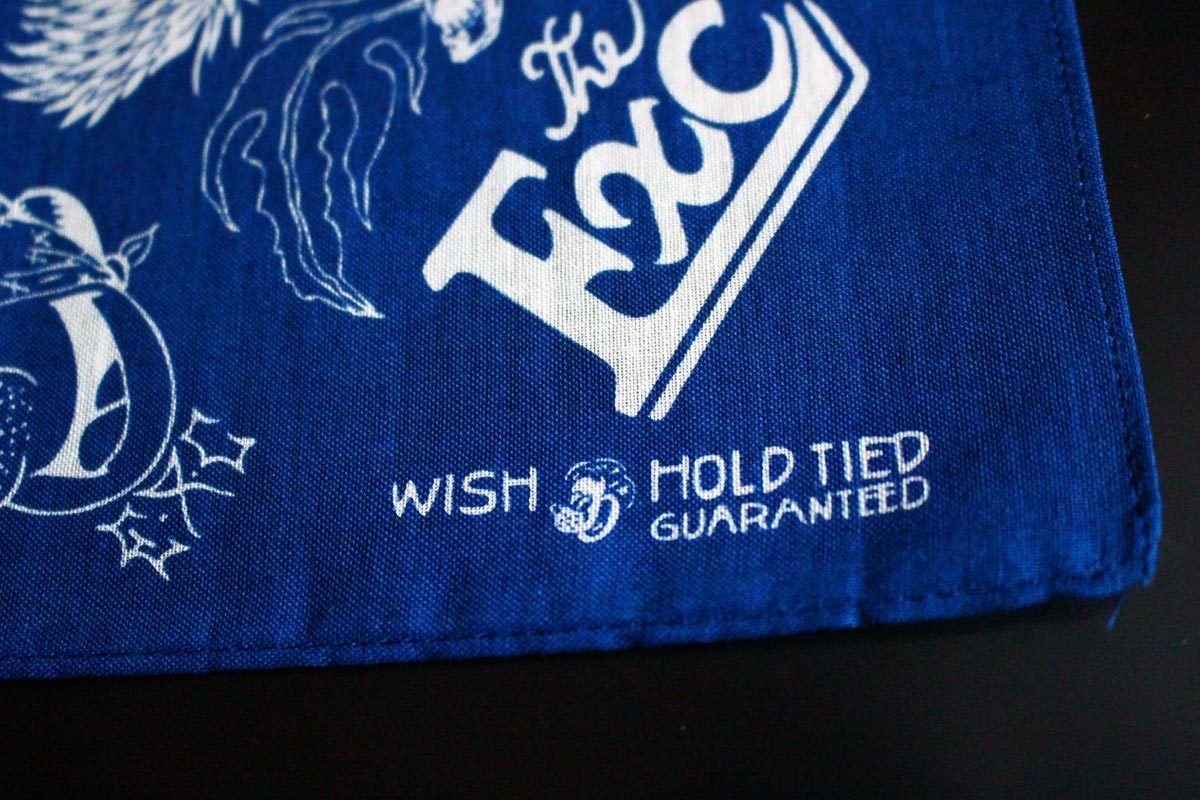 The
Exc
WISH HOLD TIED
GUARANTEED